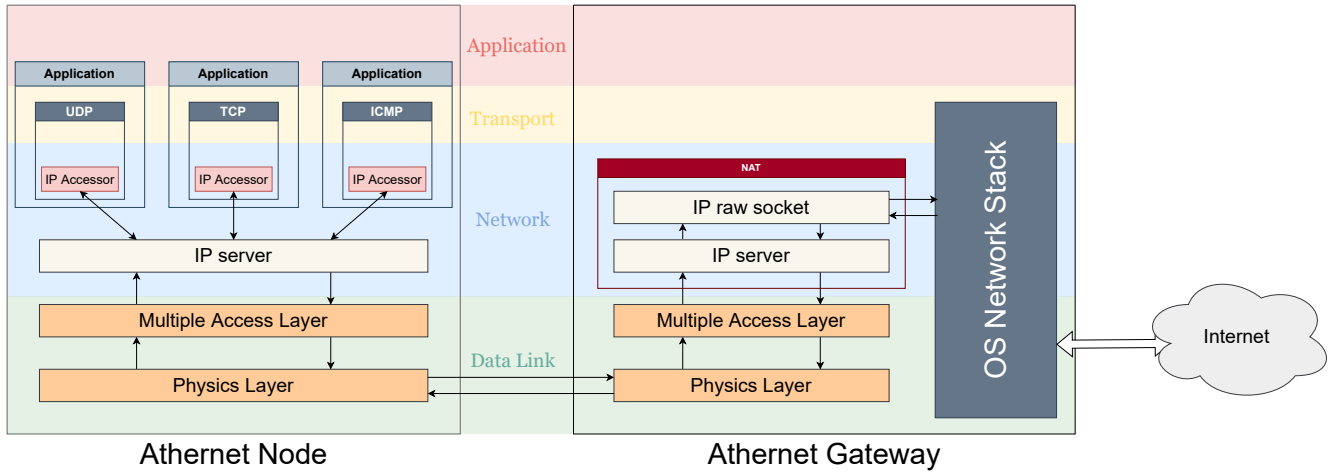 Application
Application
Application
Application
UDP
TCP
ICMP
Transport
IP Accessor
IP Accessor
IP Accessor
Network
IP server
Multiple Access Layer
Data Link
Physics Layer
NAT
IP raw socket
IP server
Multiple Access Layer
Physics Layer
OS Network Stack
Internet
Athernet Node
Athernet Gateway